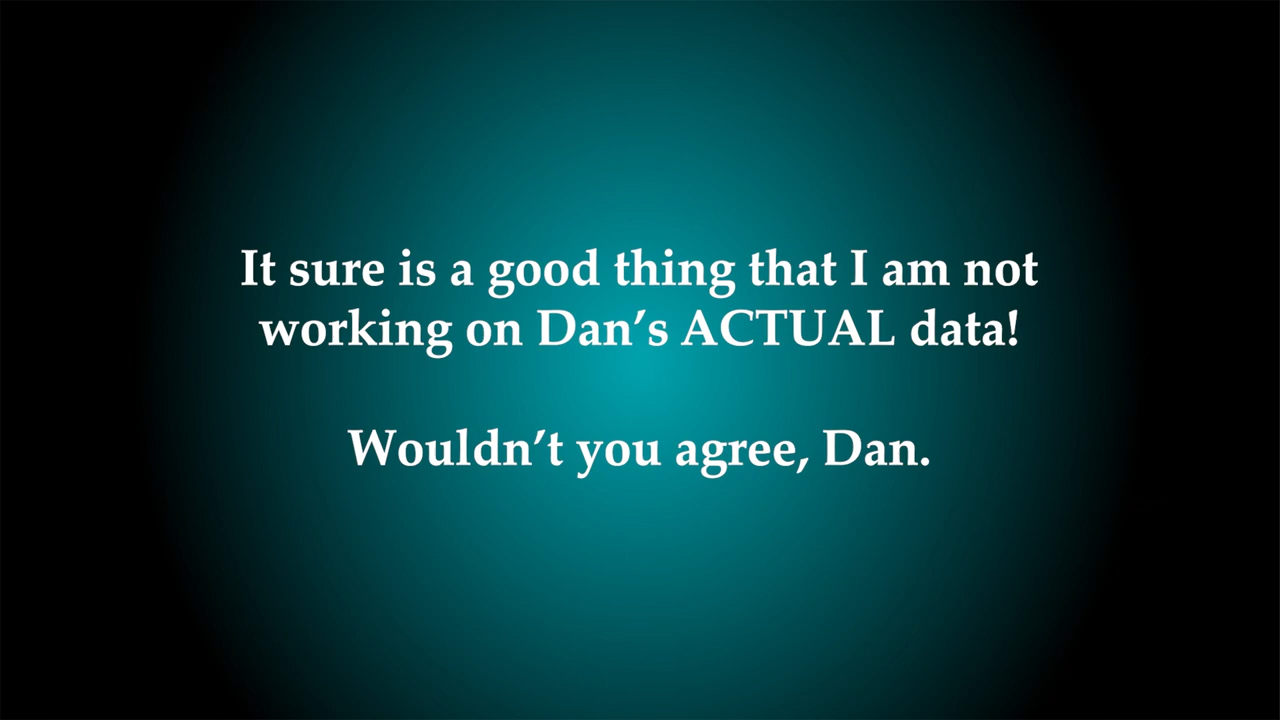 It sure is a good thing that I am not
working on Dan’s ACTUAL data!
Wouldn’t you agree, Dan.